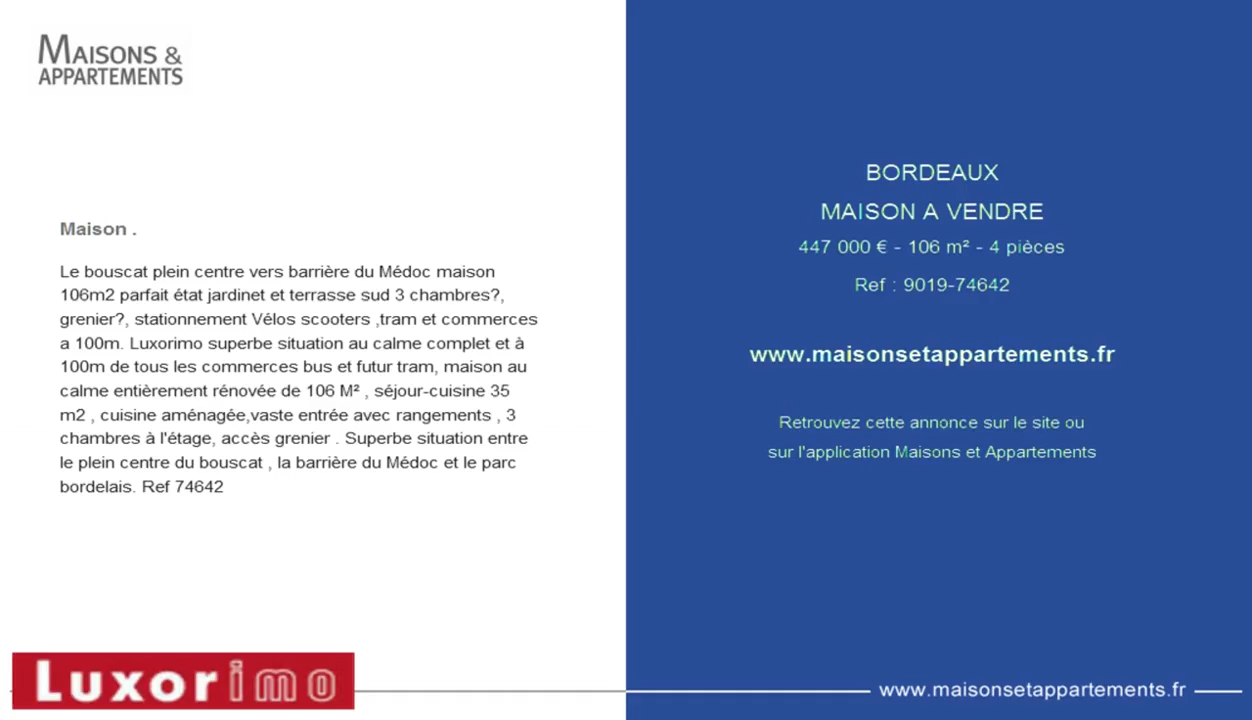 MAISONS &
APPARTEMENTS
Maison .
Le bouscat plein centre vers barrière du Médoc maison
106m2 parfait état jardinet et terrasse sud 3 chambres?,
grenier?, stationnement Vélos scooters ,tram et commerces
a 100m. Luxorimo superbe situation au calme complet et à
100m de tous les commerces bus et futur tram, maison au
calme entièrement rénovée de 106 M² , séjour-cuisine 35
m2 , cuisine aménagée,vaste entrée avec rangements , 3
chambres à l'étage, accès grenier . Superbe situation entre
le plein centre du bouscat , la barrière du Médoc et le parc
bordelais. Ref 74642
LUXORIMO
BORDEAUX
MAISON A VENDRE
447 000 € - 106 m² - 4 pièces
Ref : 9019-74642
www.maisonsetappartements.fr
Retrouvez cette annonce sur le site ou
sur l'application Maisons et Appartements
www.maisonsetappartements.fr